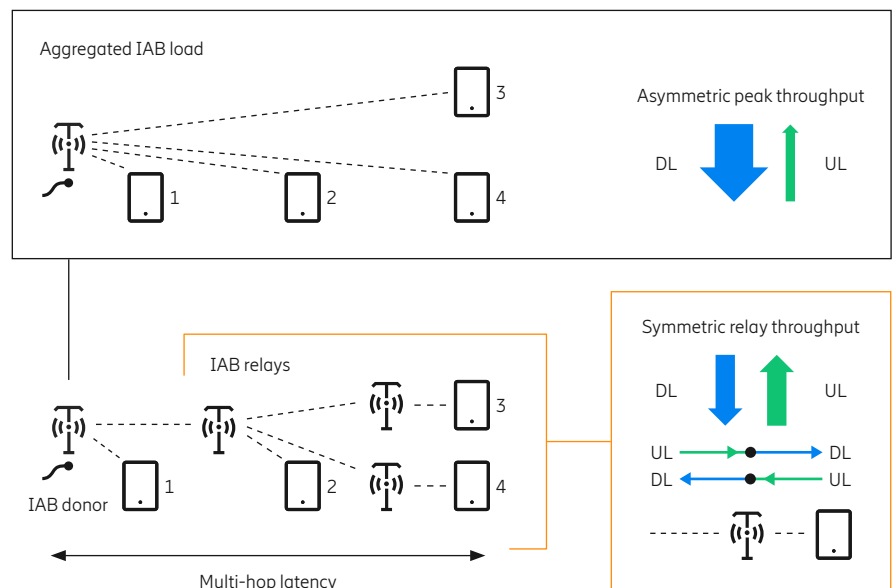 Aggregated IAB load
3
Asymmetric peak throughput
DL
UL
1
2
4
IAB relays
Symmetric relay throughput
DL
UL
3
UL
DL
DL
UL
1
2
4
IAB donor
Multi-hop latency